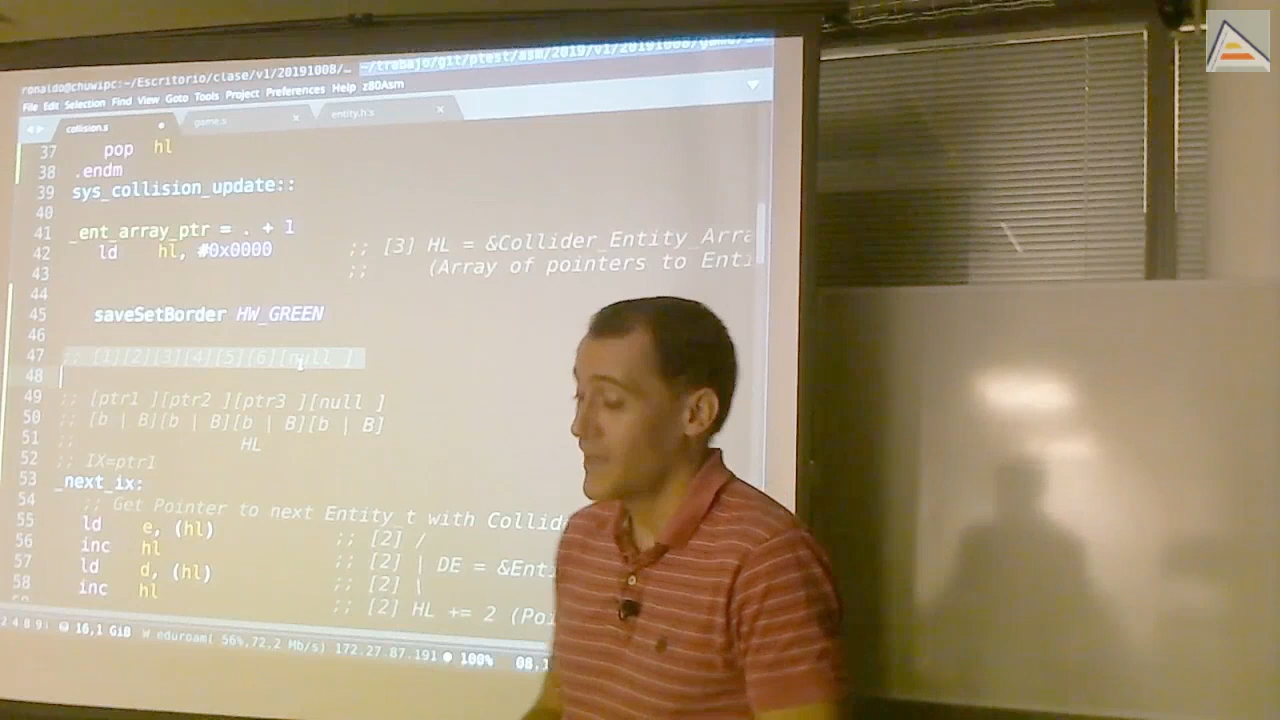 ronaldo@chuwipc:~/Escritorio/clase/v1/20191008/… ~/trabajo/git/ptest/asm/2019/v1/20191008/game/s
File Edit Selection Find View Goto Tools Project Preferences Help z80Asm
collision.s game.s entity.h.s
37 pop hl
38 .endm
39 sys_collision_update::
40
41 _ent_array_ptr = . + 1
42 ld hl, #0x0000 ;; [3] HL = &Collider_Entity_Arra
43 ;; (Array of pointers to Enti
44
45 saveSetBorder HW_GREEN
46
47 ;; [1][2][3][4][5][6][null ]
48
49 ;; [ptr1 ][ptr2 ][ptr3 ][null ]
50 ;; [b | B][b | B][b | B][b | B]
51 ;; HL
52 ;; IX=ptr1
53 _next_ix:
54 ;; Get Pointer to next Entity_t with Collid
55 ld e, (hl) ;; [2] /
56 inc hl ;; [2] | DE = &Enti
57 ld d, (hl) ;; [2] \
58 inc hl ;; [2] HL += 2 (Poi
16,1 GiB W eduroam( 56%,72,2 Mb/s) 172.27.87.191 100% 08.1